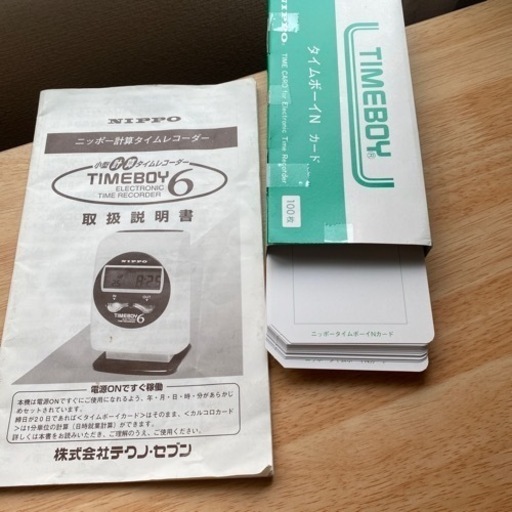 NIPPO
ニッポー計算タイムレコーダー
小型計算タイムレコーダー
TIMEBOY 6
ELECTRONIC
TIME RECORDER
取扱説明書
NIPPO
8:25
TIMEBOY 6
電源ONですぐ稼働
本機は電源ONですぐにご使用になれるよう、年・月・日・時・分があらかじ
めセットされています。
締日が20日であれば<タイムボーイカード>はそのまま、<カルコロカード
>は1分単位の計算(日時就業計算)ができます。
詳しくは本書をお読みいただき、ご理解のうえ、ご使用ください。
株式会社テクノ・セブン
NIPPO
タイムボーイN カード
TIME CARD for Electronic Time Recorder
100枚
TIMEBOY®
ニッポータイムボーイNカード